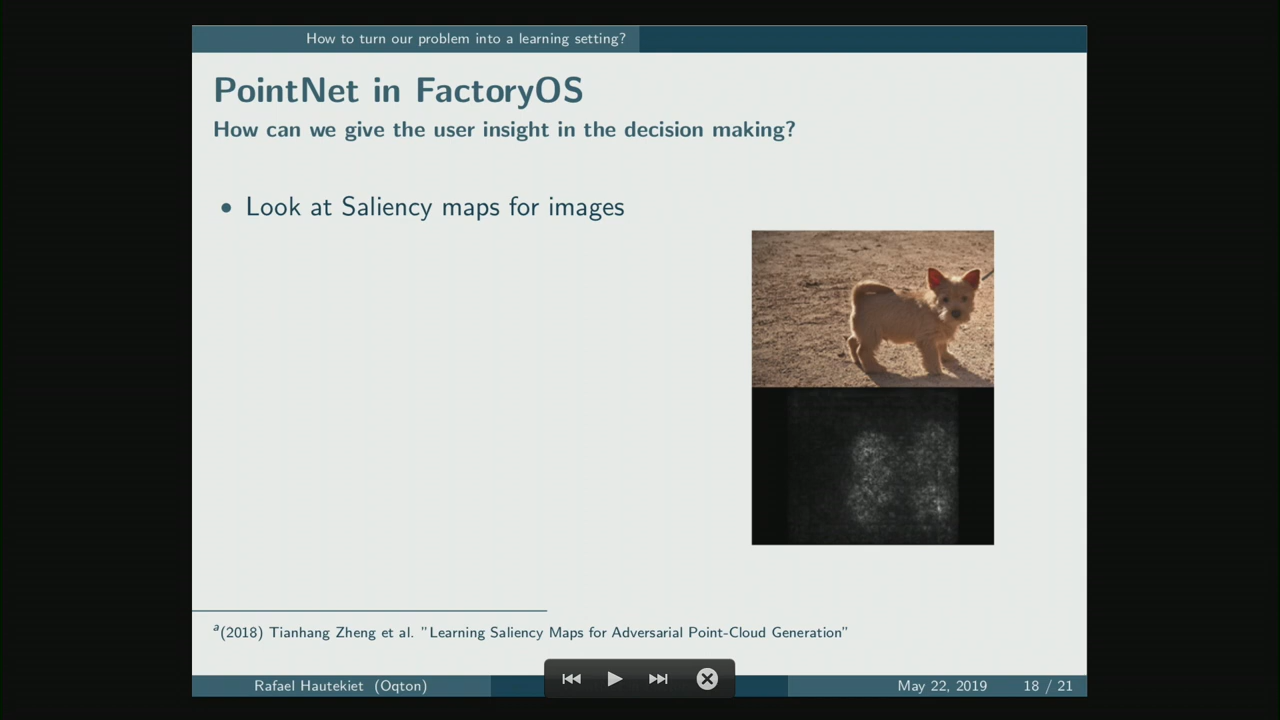 How to turn our problem into a learning setting?
PointNet in FactoryOS
How can we give the user insight in the decision making?
• Look at Saliency maps for images
a(2018) Tianhang Zheng et al. "Learning Saliency Maps for Adversarial Point-Cloud Generation"
Rafael Hautekiet (Oqton) May 22, 2019 18 / 21